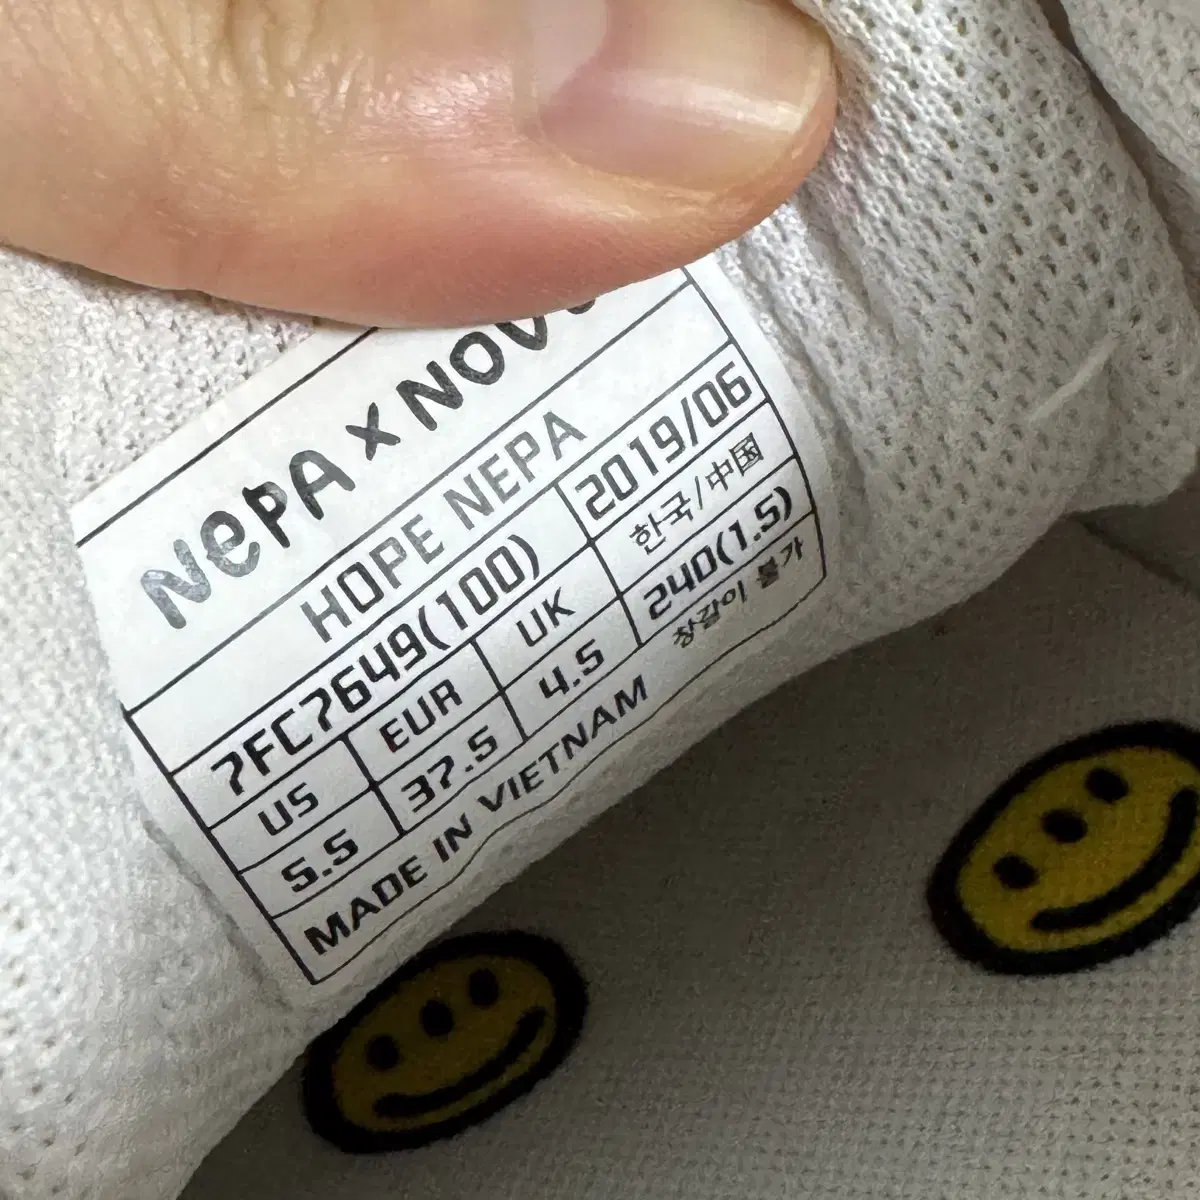 NePA x NOV
HOPE NEPA
7FC7649(100) 2019/06
US EUR UK 한국/中国
5.5 37.5 4.5 240(1.5)
MADE IN VIETNAM 창갈이 불가